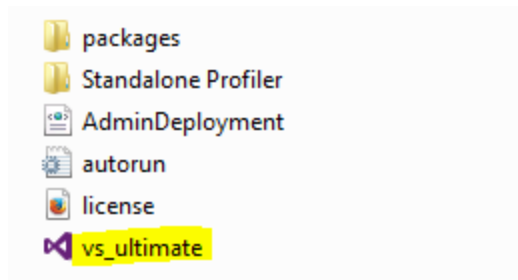 packages
Standalone Profiler
AdminDeployment
autorun
license
vs_ultimate